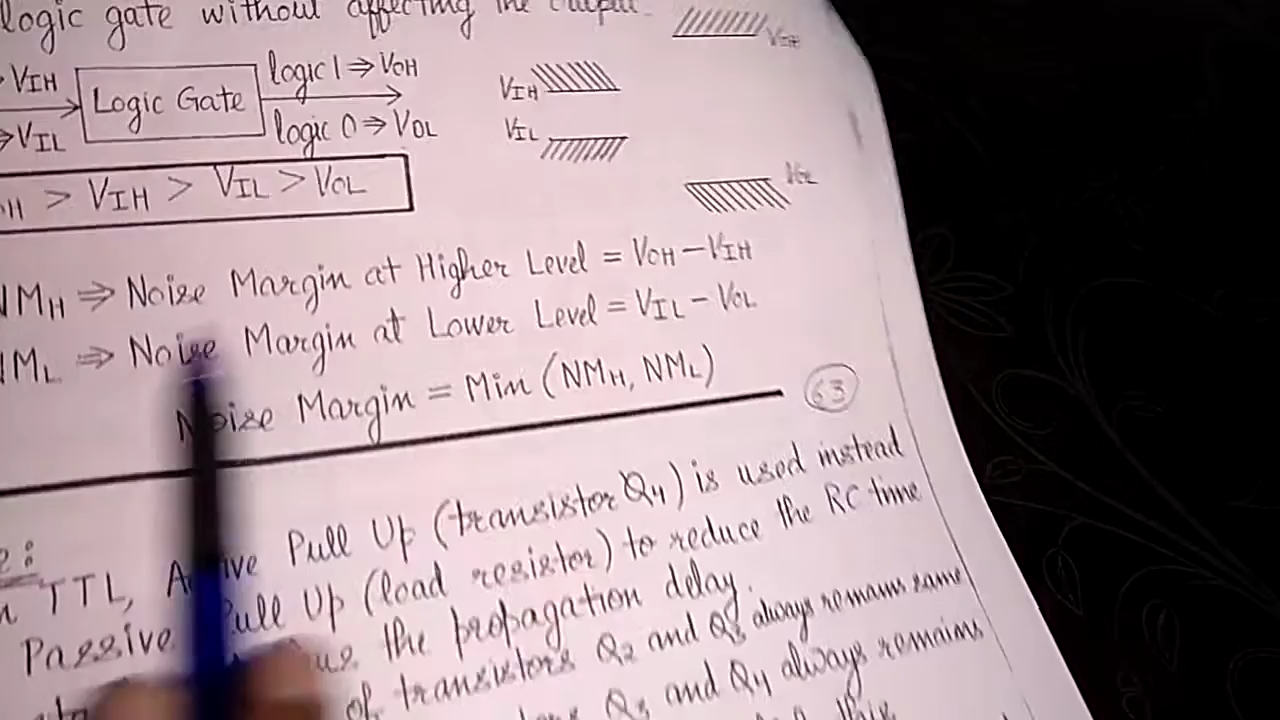 logic gate without affecting the output
VIH
VIH
logic 1 ⇒ VOH
Logic Gate
VIH
⇒ VIL
logic 0 ⇒ VOL
VIL
> VIH > VIL > VOL
VOL
NMH ⇒ Noise Margin at Higher Level = VOH - VIH
NML ⇒ Noise Margin at Lower Level = VIL - VOL
Noise Margin = Min (NMH, NML)
63
TTL, Active Pull Up (transistor Q4) is used instead
Passive Pull Up (load resistor) to reduce the RC time
the propagation delay.
of transistors Q2 and Q3 always remain same
Q3 and Q4 always remains
this